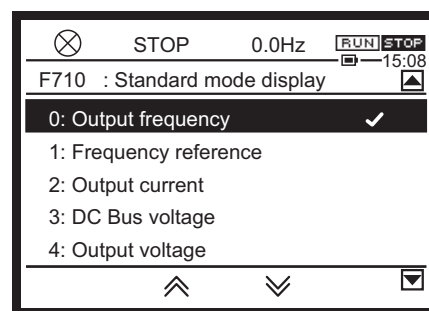 STOP 0.0Hz RUN STOP
15:08
F710 : Standard mode display
0: Output frequency
1: Frequency reference
2: Output current
3: DC Bus voltage
4: Output voltage